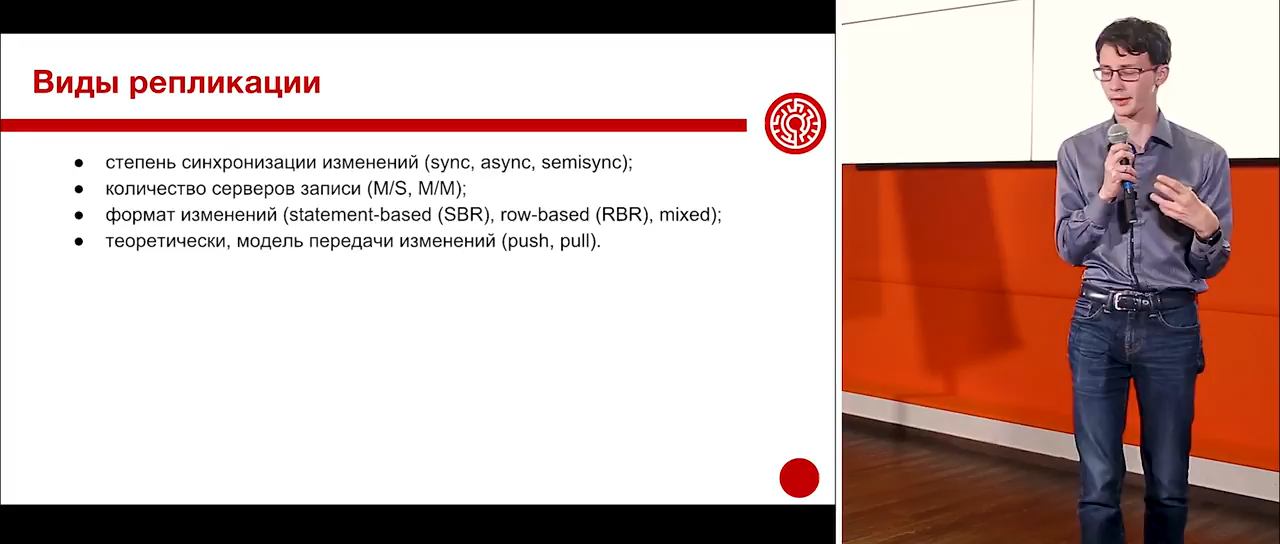 Виды репликации
● степень синхронизации изменений (sync, async, semisync);
● количество серверов записи (M/S, M/M);
● формат изменений (statement-based (SBR), row-based (RBR), mixed);
● теоретически, модель передачи изменений (push, pull).